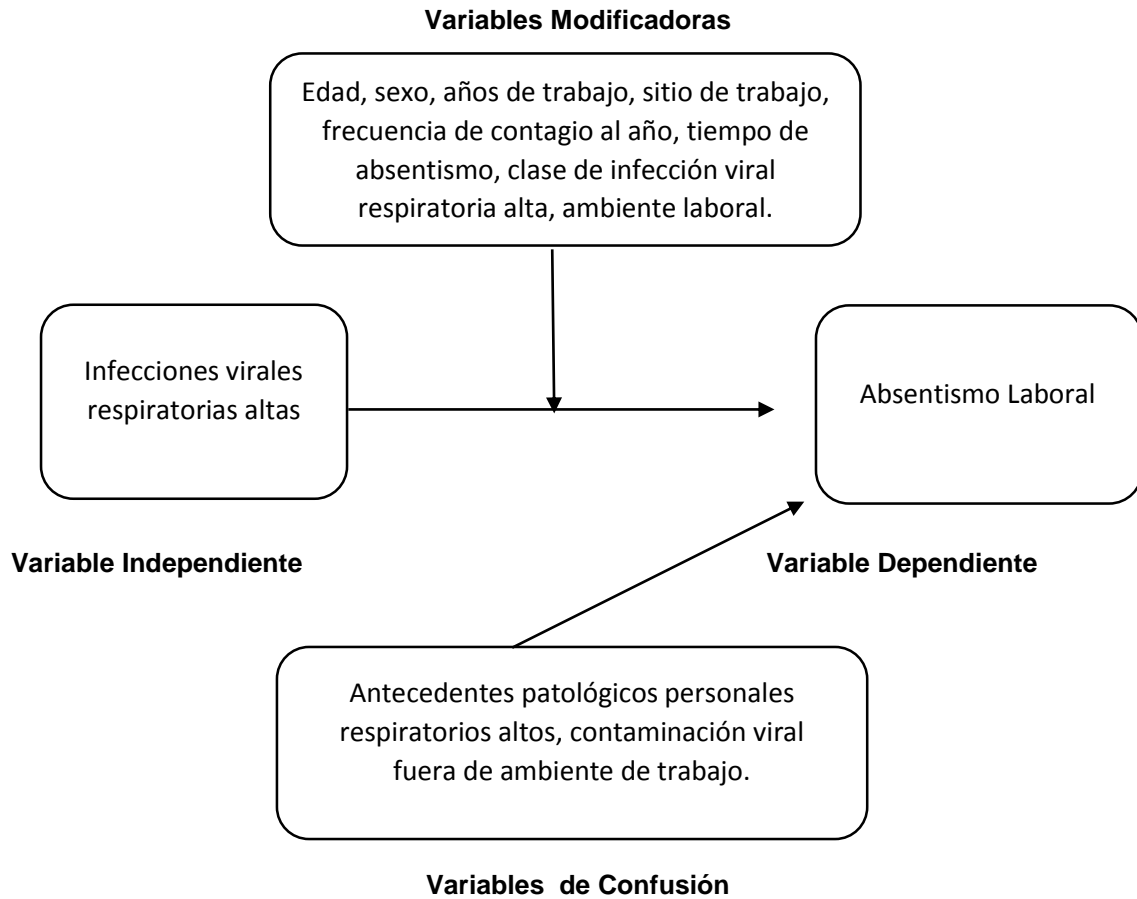 Variables Modificadoras
Edad, sexo, años de trabajo, sitio de trabajo,
frecuencia de contagio al año, tiempo de
absentismo, clase de infección viral
respiratoria alta, ambiente laboral.
Infecciones virales
respiratorias altas
Absentismo Laboral
Variable Independiente
Variable Dependiente
Antecedentes patológicos personales
respiratorios altos, contaminación viral
fuera de ambiente de trabajo.
Variables de Confusión